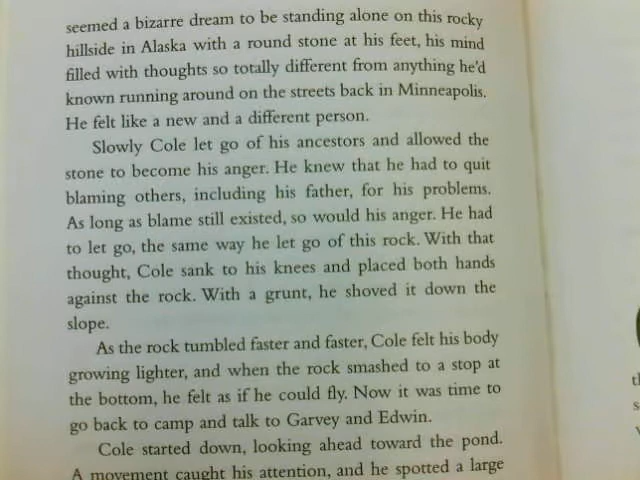 seemed a bizarre dream to be standing alone on this rocky
hillside in Alaska with a round stone at his feet, his mind
filled with thoughts so totally different from anything he'd
known running around on the streets back in Minneapolis.
He felt like a new and a different person.
Slowly Cole let go of his ancestors and allowed the
stone to become his anger. He knew that he had to quit
blaming others, including his father, for his problems.
As long as blame still existed, so would his anger. He had
to let go, the same way he let go of this rock. With that
thought, Cole sank to his knees and placed both hands
against the rock. With a grunt, he shoved it down the
slope.
As the rock tumbled faster and faster, Cole felt his body
growing lighter, and when the rock smashed to a stop at
the bottom, he felt as if he could fly. Now it was time to
go back to camp and talk to Garvey and Edwin.
Cole started down, looking ahead toward the pond.
A movement caught his attention, and he spotted a large